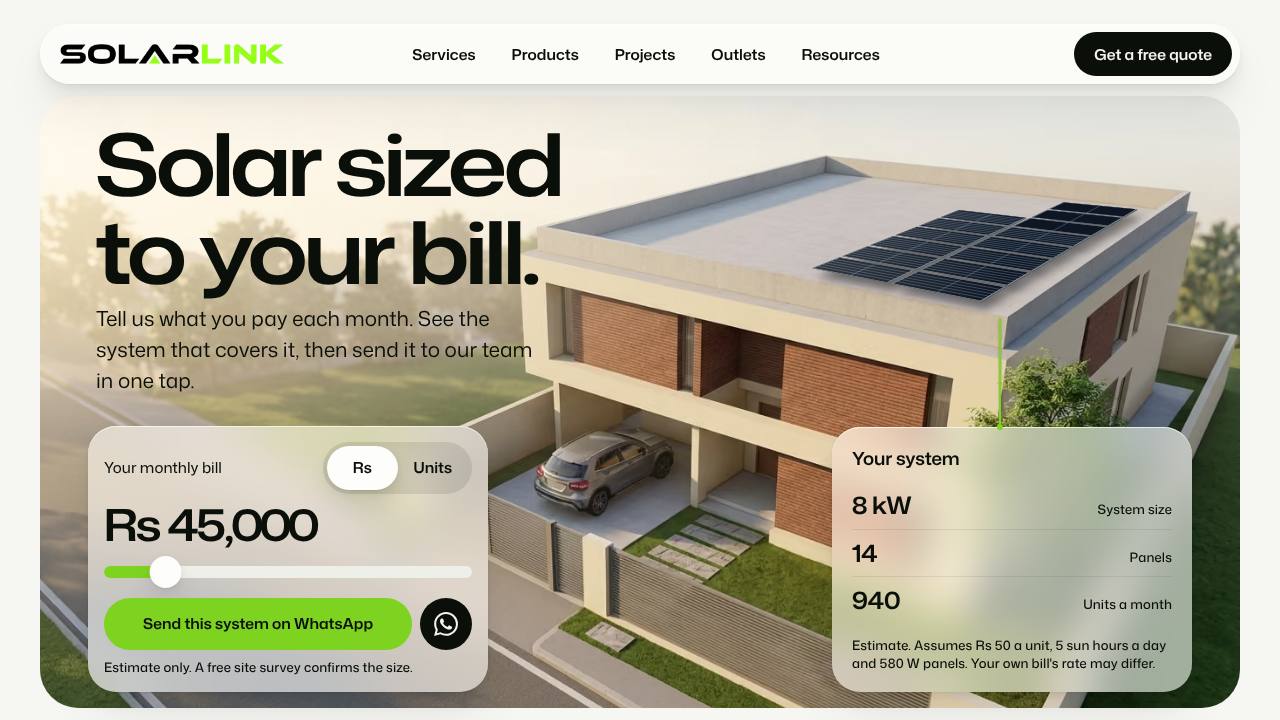 SOLARLINK
Services
Products
Projects
Outlets
Resources
Get a free quote
Solar sized
to your bill.
Tell us what you pay each month. See the
system that covers it, then send it to our team
in one tap.
Your monthly bill
Rs
Units
Rs 45,000
Send this system on WhatsApp
Estimate only. A free site survey confirms the size.
Your system
8 kW System size
14 Panels
940 Units a month
Estimate. Assumes Rs 50 a unit, 5 sun hours a day
and 580 W panels. Your own bill's rate may differ.